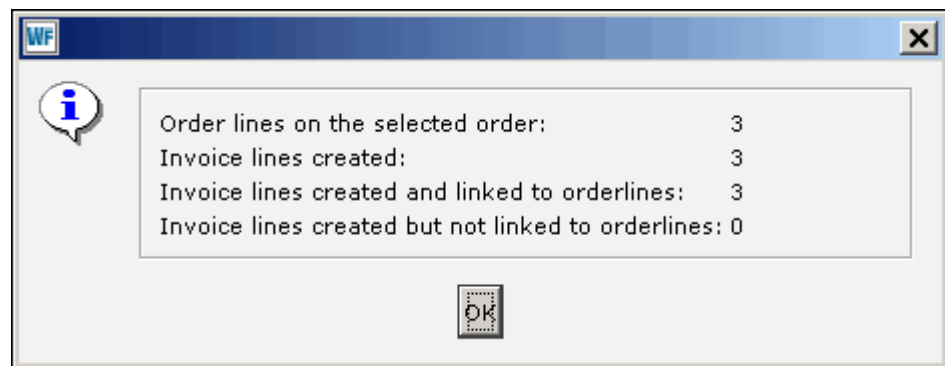 WF
Order lines on the selected order: 3
Invoice lines created: 3
Invoice lines created and linked to orderlines: 3
Invoice lines created but not linked to orderlines: 0
OK